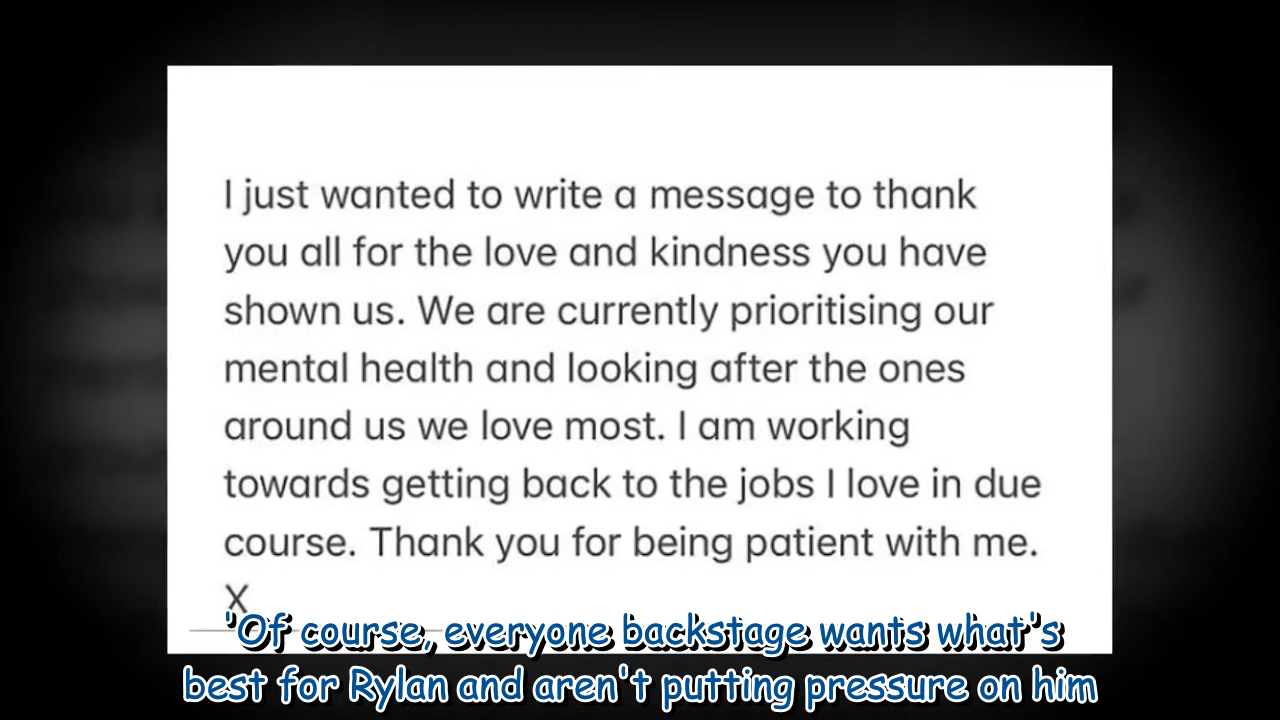 I just wanted to write a message to thank
you all for the love and kindness you have
shown us. We are currently prioritising our
mental health and looking after the ones
around us we love most. I am working
towards getting back to the jobs I love in due
course. Thank you for being patient with me.
X
'Of course, everyone backstage wants what's
best for Rylan and aren't putting pressure on him